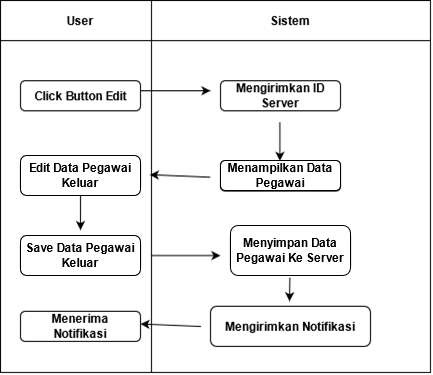 User
Sistem
Click Button Edit
Mengirimkan ID
Server
Menampilkan Data
Pegawai
Edit Data Pegawai
Keluar
Save Data Pegawai
Keluar
Menyimpan Data
Pegawai Ke Server
Mengirimkan Notifikasi
Menerima
Notifikasi